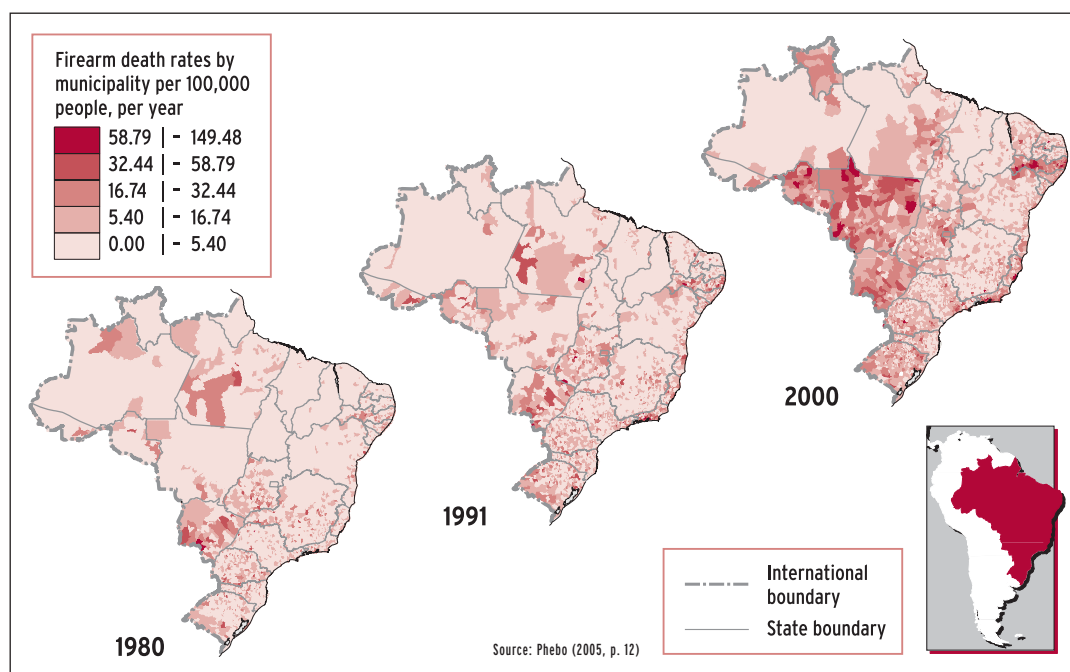 Firearm death rates by
municipality per 100,000
people, per year
58.79 | - 149.48
32.44 | - 58.79
16.74 | - 32.44
5.40 | - 16.74
0.00 | - 5.40
2000
1991
1980
International
boundary
State boundary
Source: Phebo (2005, p. 12)